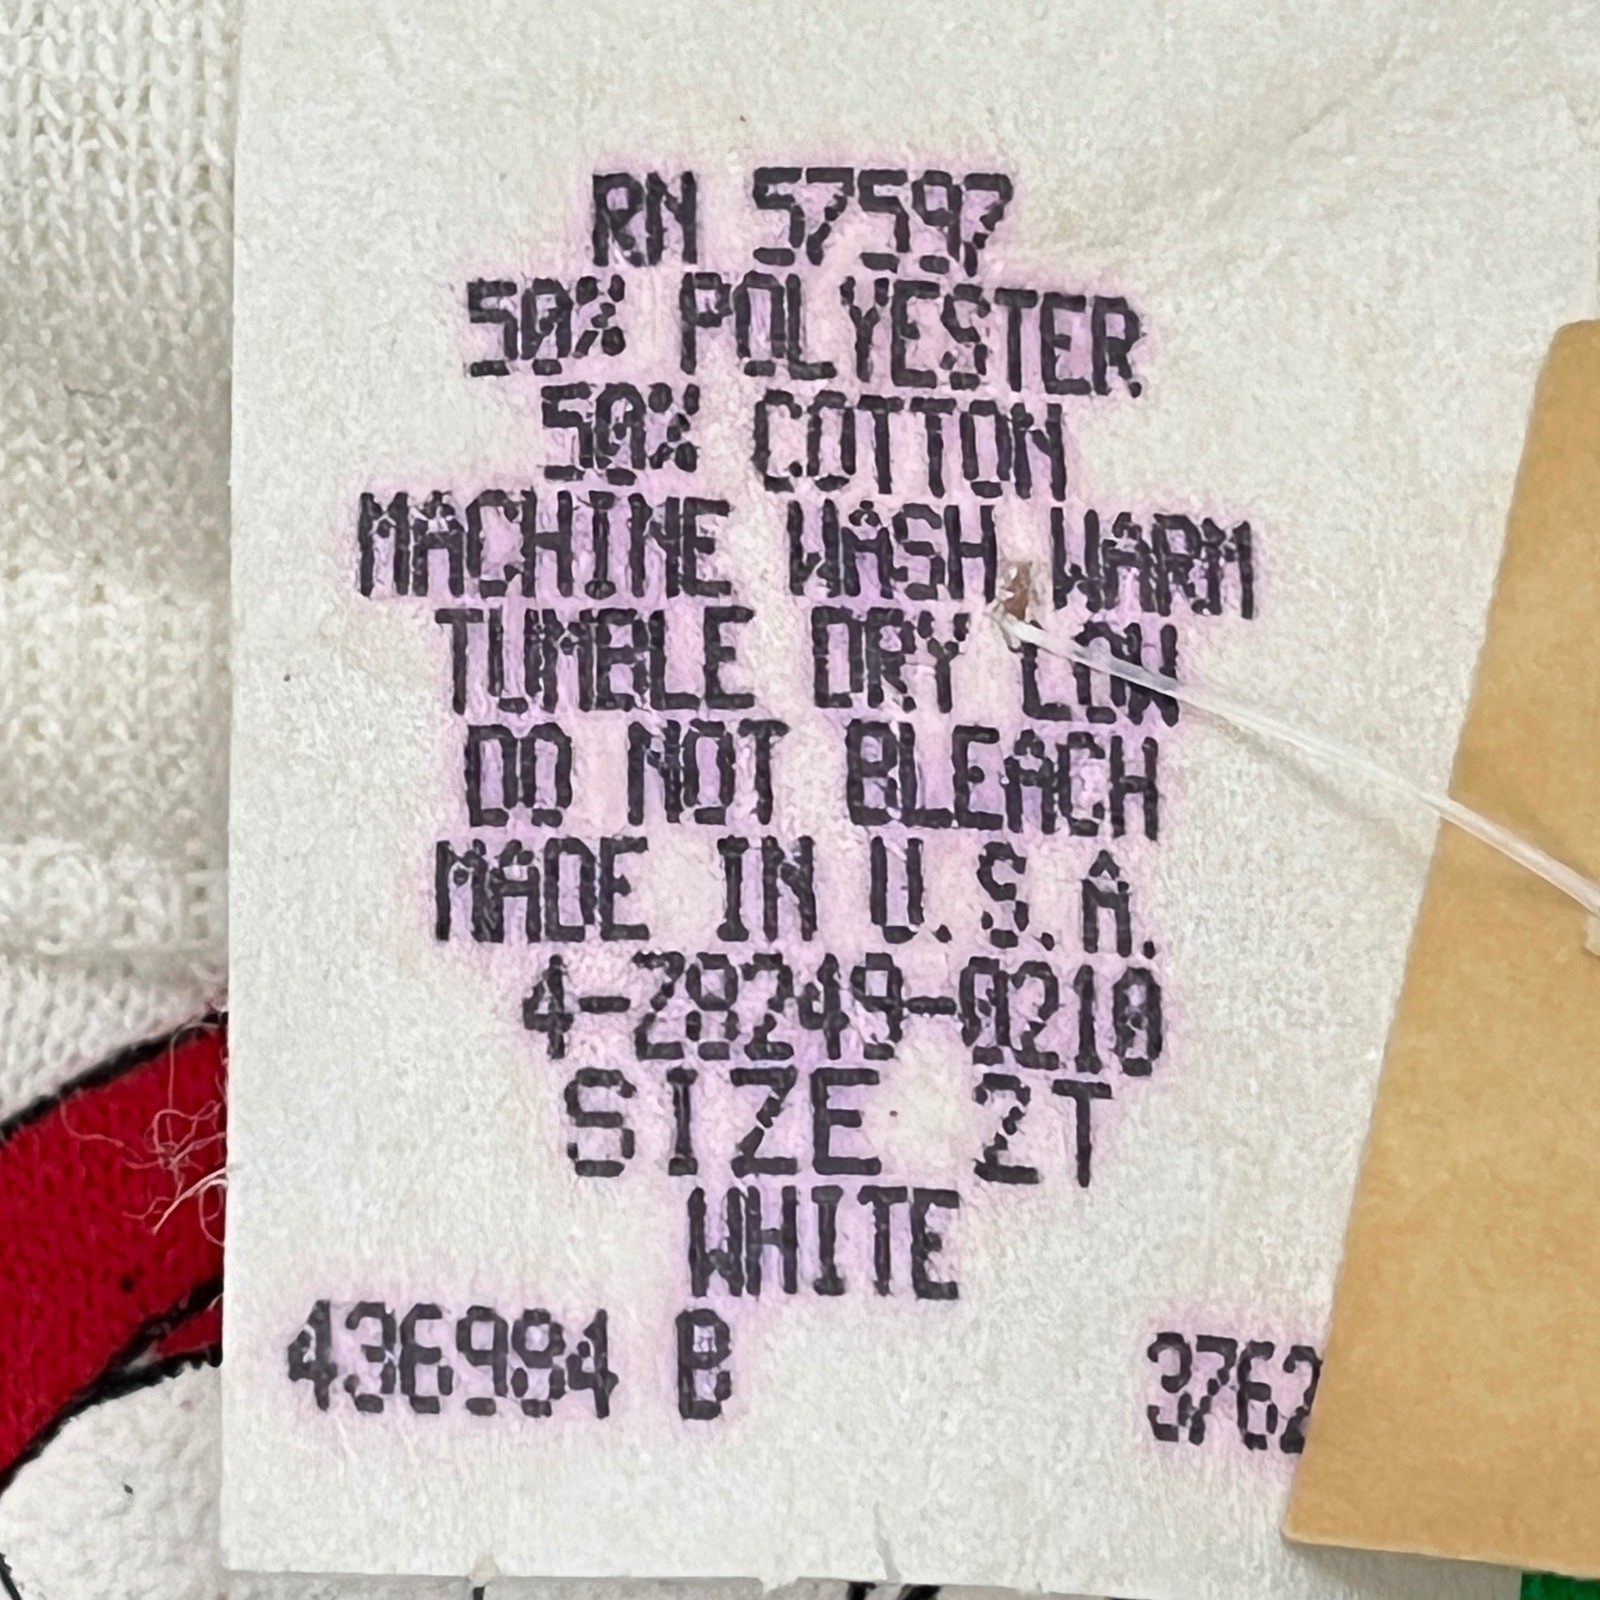 RN 57597
50% POLYESTER
50% COTTON
MACHINE WASH WARM
TUMBLE DRY LOW
DO NOT BLEACH
MADE IN U.S.A.
4-28249-0210
SIZE 2T
WHITE
436984 B 3762